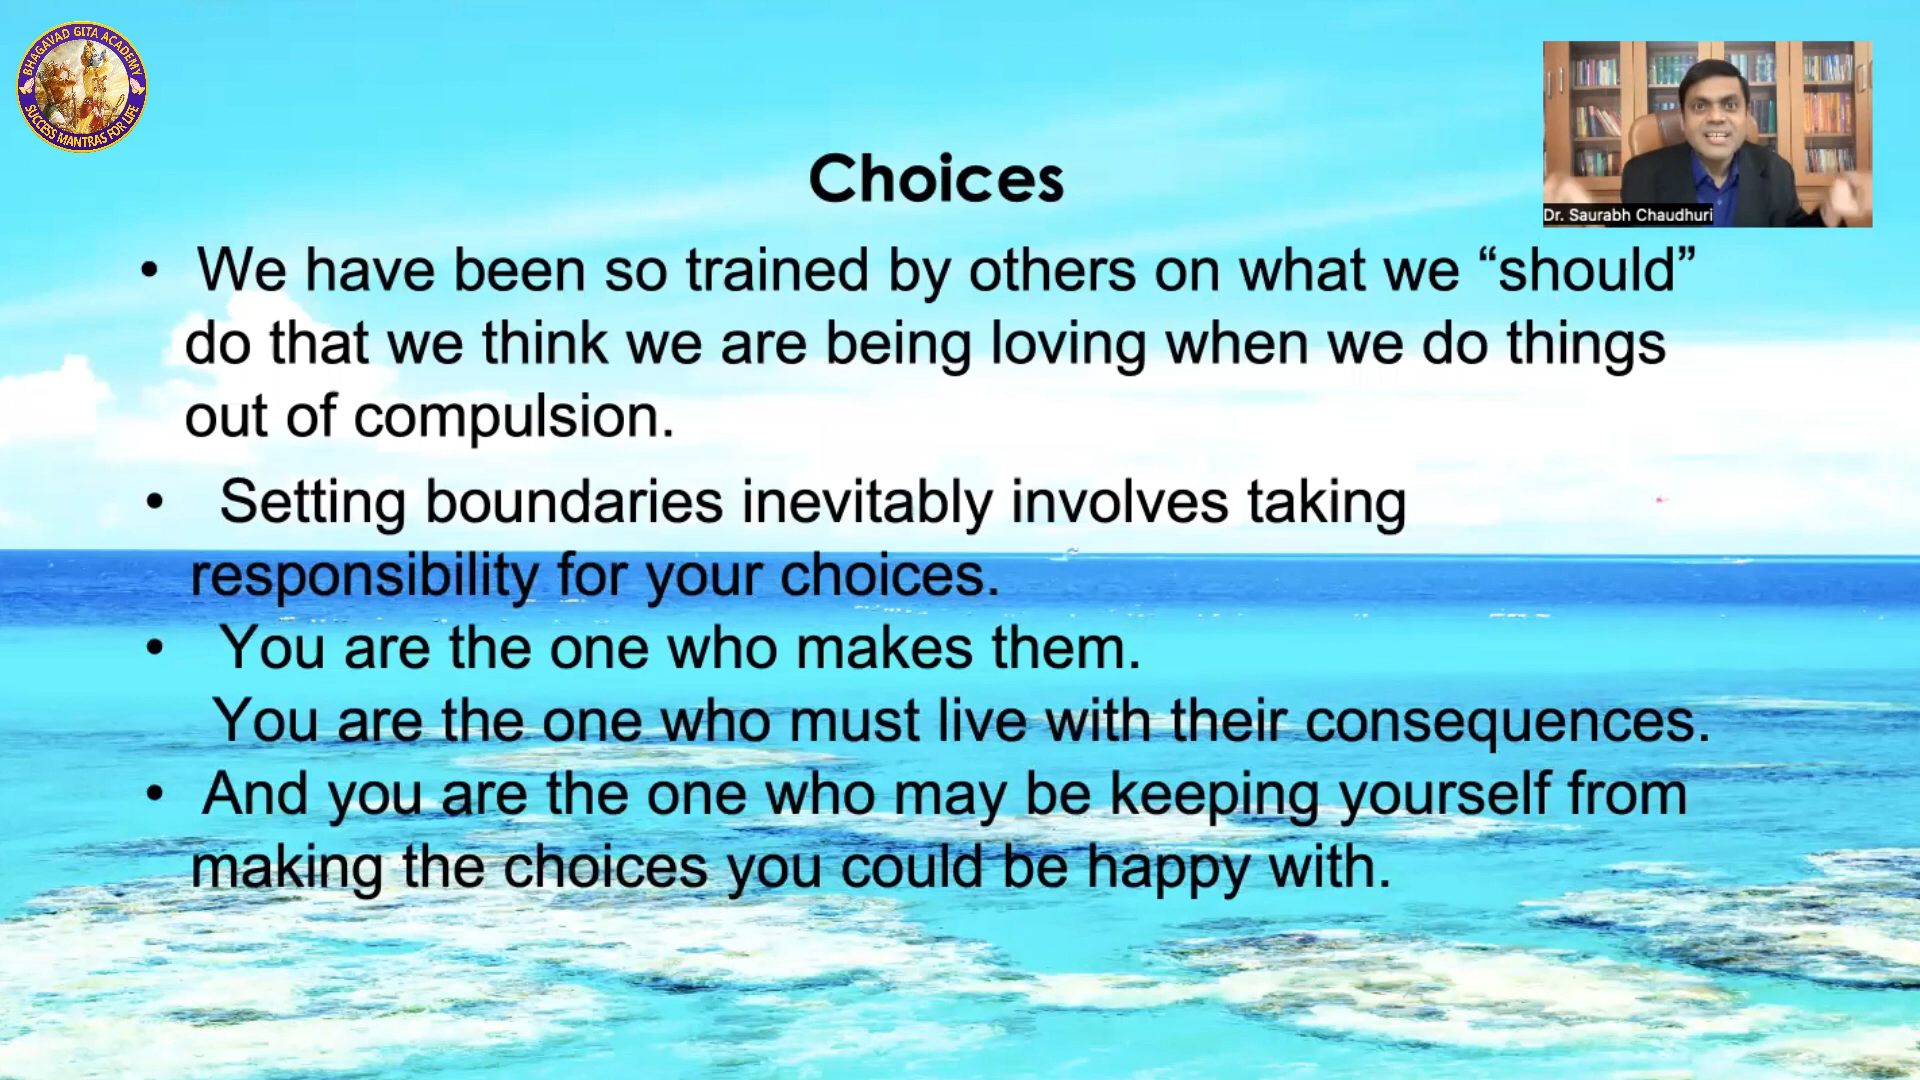 BHAGAVAD GITA ACADEMY
SUCCESS MANTRAS FOR LIFE
Dr. Saurabh Chaudhuri
Choices
• We have been so trained by others on what we “should”
do that we think we are being loving when we do things
out of compulsion.
• Setting boundaries inevitably involves taking
responsibility for your choices.
• You are the one who makes them.
You are the one who must live with their consequences.
• And you are the one who may be keeping yourself from
making the choices you could be happy with.